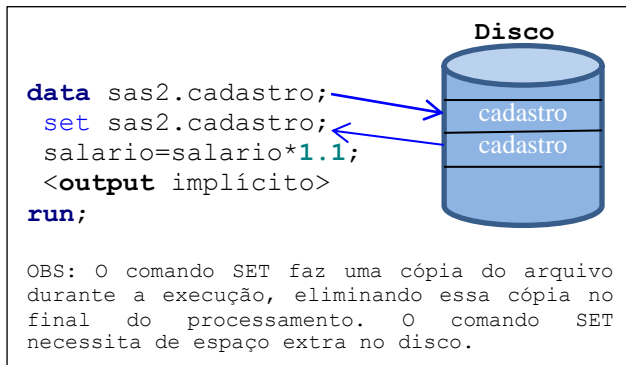 Disco
data sas2.cadastro;
cadastro
set sas2.cadastro;
cadastro
salario=salario*1.1;
<output implícito>
run;
OBS: O comando SET faz uma cópia do arquivo
durante a execução, eliminando essa cópia no
final do processamento. O comando SET
necessita de espaço extra no disco.